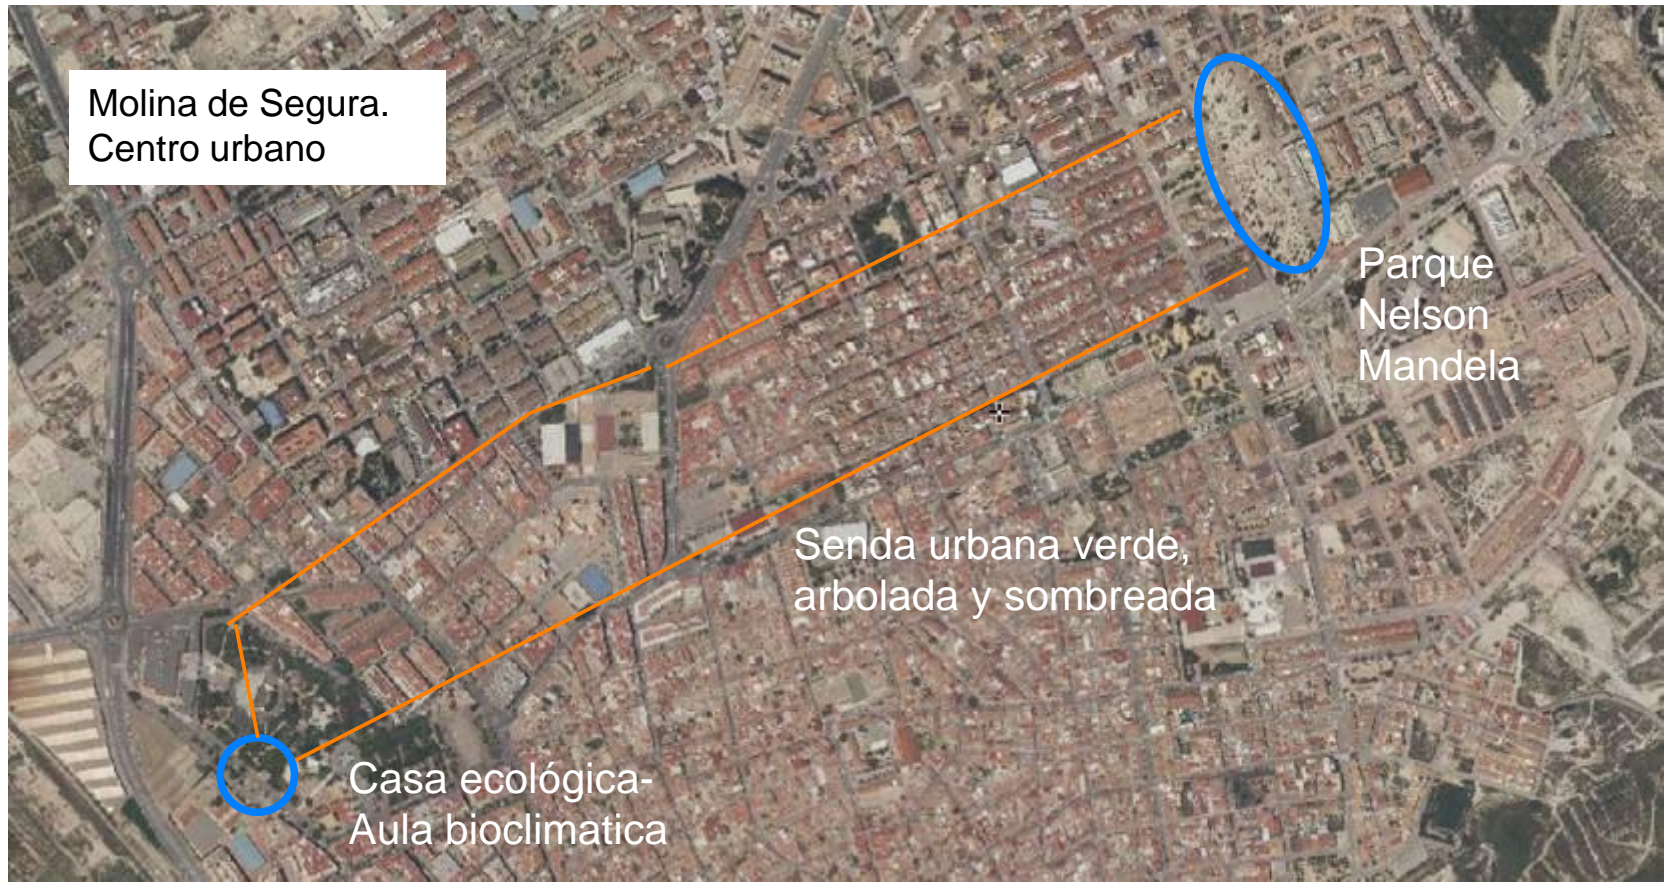 Molina de Segura.
Centro urbano
Parque
Nelson
Mandela
Senda urbana verde,
arbolada y sombreada
Casa ecológica-
Aula bioclimatica